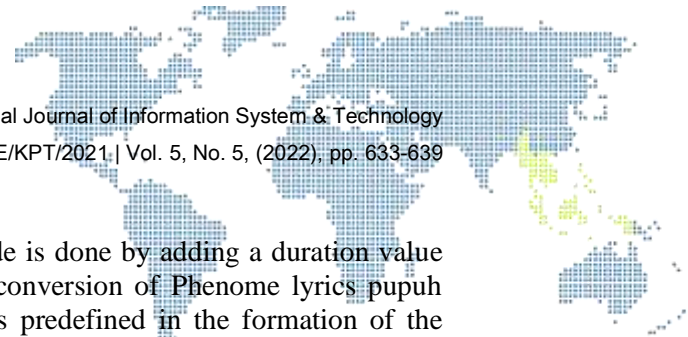 al Journal of Information System & Technology
E/KPT/2021 | Vol. 5, No. 5, (2022), pp. 633-639
le is done by adding a duration value
conversion of Phenome lyrics pupuh
s predefined in the formation of the